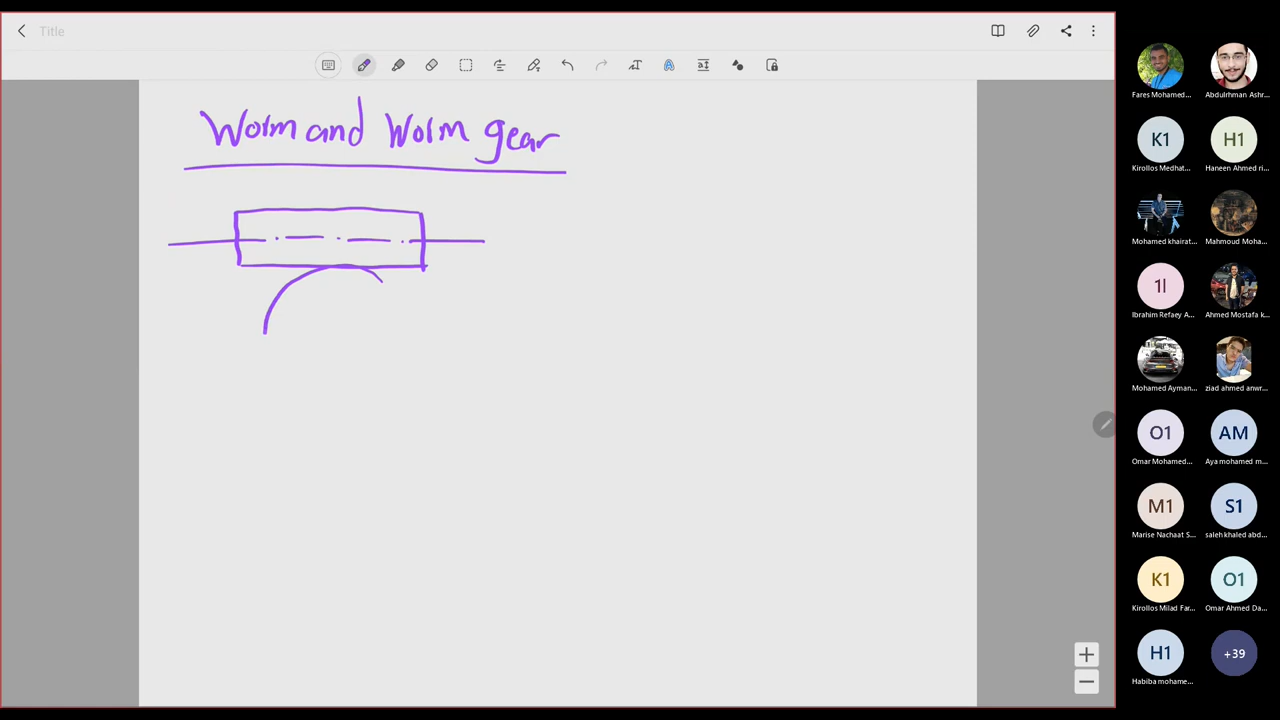 Title
Fares Mohamed...
Abdulrhman Ashr...
K1
H1
Kirollos Medhat...
Haneen Ahmed ri...
Mohamed khairat...
Mahmoud Moha...
1I
Ibrahim Refaey A...
Ahmed Mostafa k...
Mohamed Ayman...
ziad ahmed anwr...
O1
AM
Omar Mohamed...
Aya mohamed m...
M1
S1
Marise Nachaat S...
saleh khaled abd...
K1
O1
Kirollos Milad Far...
Omar Ahmed Da...
H1
+39
Habiba mohame...
Worm and Worm gear